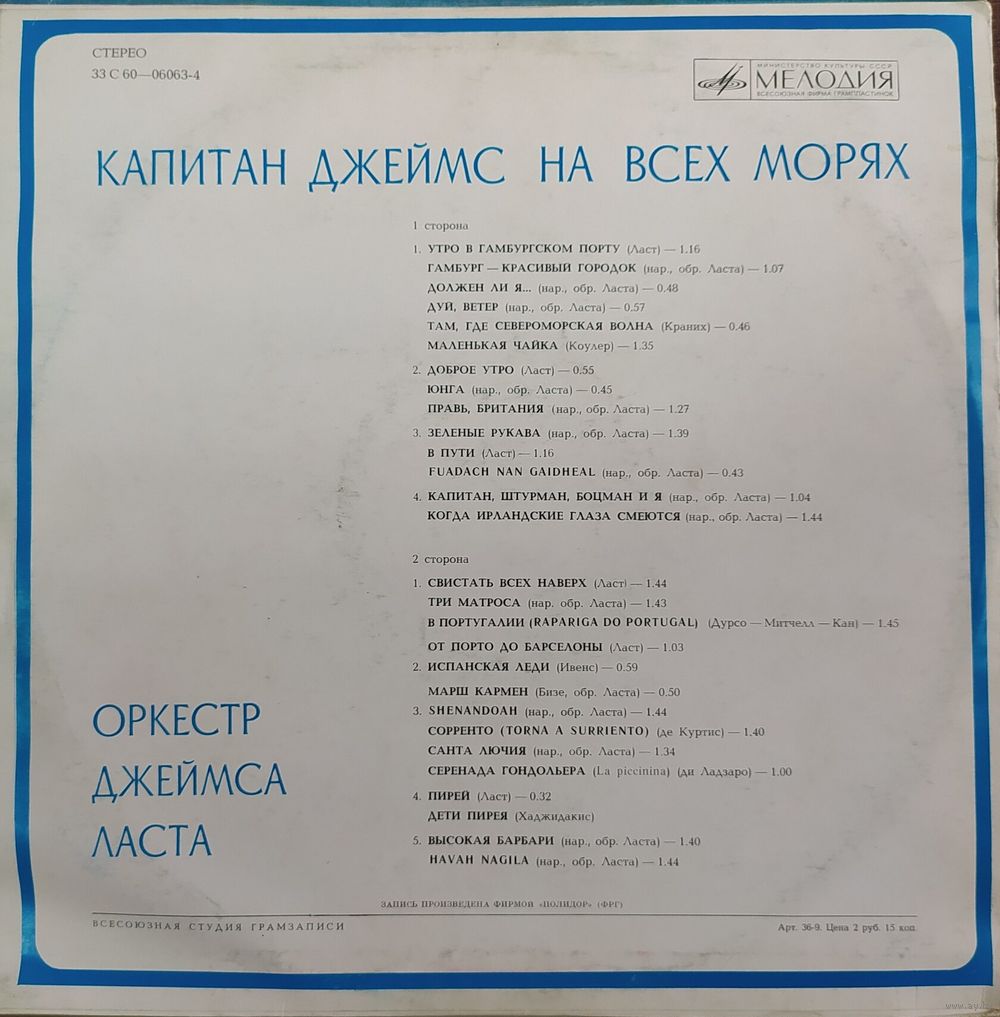 СТЕРЕО
33 С 60—06063-4
МИНИСТЕРСТВО КУЛЬТУРЫ СССР
МЕЛОДИЯ
ВСЕСОЮЗНАЯ ФИРМА ГРАМПЛАСТИНОК
КАПИТАН ДЖЕЙМС НА ВСЕХ МОРЯХ
1 сторона
1. УТРО В ГАМБУРГСКОМ ПОРТУ (Ласт) — 1.16
ГАМБУРГ — КРАСИВЫЙ ГОРОДОК (нар., обр. Ласта) — 1.07
ДОЛЖЕН ЛИ Я... (нар., обр. Ласта) — 0.48
ДУЙ, ВЕТЕР (нар., обр. Ласта) — 0.57
ТАМ, ГДЕ СЕВЕРОМОРСКАЯ ВОЛНА (Краних) — 0.46
МАЛЕНЬКАЯ ЧАЙКА (Коулер) — 1.35
2. ДОБРОЕ УТРО (Ласт) — 0.55
ЮНГА (нар., обр. Ласта) — 0.45
ПРАВЬ, БРИТАНИЯ (нар., обр. Ласта) — 1.27
3. ЗЕЛЕНЫЕ РУКАВА (нар., обр. Ласта) — 1.39
В ПУТИ (Ласт) — 1.16
FUADACH NAN GAIDHEAL (нар., обр. Ласта) — 0.43
4. КАПИТАН, ШТУРМАН, БОЦМАН И Я (нар., обр. Ласта) — 1.04
КОГДА ИРЛАНДСКИЕ ГЛАЗА СМЕЮТСЯ (нар., обр. Ласта) — 1.44
2 сторона
1. СВИСТАТЬ ВСЕХ НАВЕРХ (Ласт) — 1.44
ТРИ МАТРОСА (нар. обр. Ласта) — 1.43
В ПОРТУГАЛИИ (RAPARIGA DO PORTUGAL) (Дурсо — Митчелл — Кан) — 1.45
ОТ ПОРТО ДО БАРСЕЛОНЫ (Ласт) — 1.03
2. ИСПАНСКАЯ ЛЕДИ (Ивенс) — 0.59
МАРШ КАРМЕН (Бизе, обр. Ласта) — 0.50
3. SHENANDOAH (нар., обр. Ласта) — 1.44
СОРРЕНТО (TORNA A SURRIENTO) (де Куртис) — 1.40
САНТА ЛЮЧИЯ (нар., обр. Ласта) — 1.34
СЕРЕНАДА ГОНДОЛЬЕРА (La piccinina) (ди Ладзаро) — 1.00
4. ПИРЕЙ (Ласт) — 0.32
ДЕТИ ПИРЕЯ (Хаджидакис)
5. ВЫСОКАЯ БАРБАРИ (нар., обр. Ласта) — 1.40
HAVAH NAGILA (нар., обр. Ласта) — 1.44
ОРКЕСТР
ДЖЕЙМСА
ЛАСТА
ЗАПИСЬ ПРОИЗВЕДЕНА ФИРМОЙ «ПОЛИДОР» (ФРГ)
ВСЕСОЮЗНАЯ СТУДИЯ ГРАМЗАПИСИ
Арт. 36-9. Цена 2 руб. 15 коп.